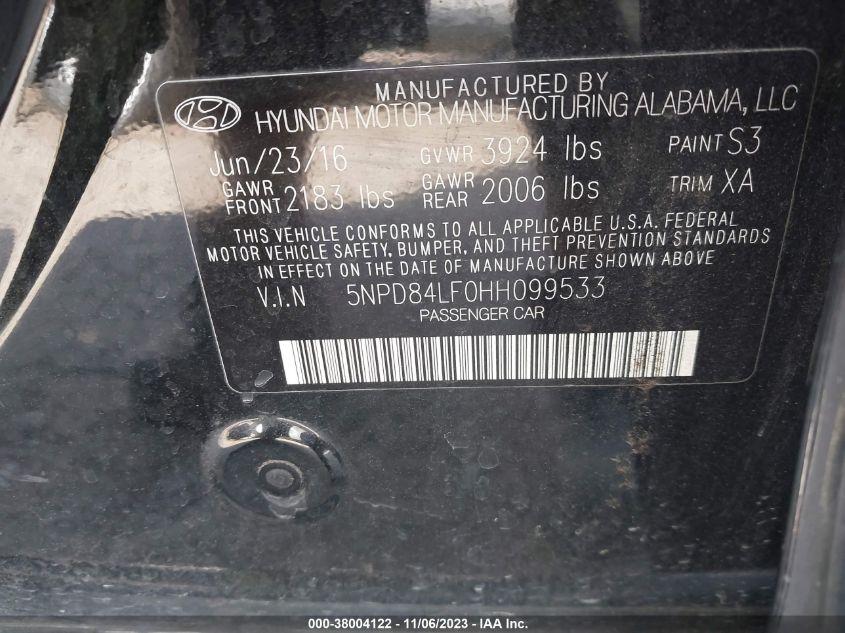 MANUFACTURED BY
HYUNDAI MOTOR MANUFACTURING ALABAMA, LLC
Jun/23/16 GVWR 3924 lbs PAINT S3
GAWR FRONT 2183 lbs GAWR REAR 2006 lbs TRIM XA
THIS VEHICLE CONFORMS TO ALL APPLICABLE U.S.A. FEDERAL
MOTOR VEHICLE SAFETY, BUMPER, AND THEFT PREVENTION STANDARDS
IN EFFECT ON THE DATE OF MANUFACTURE SHOWN ABOVE
V.I.N 5NPD84LF0HH099533
PASSENGER CAR
000-38004122 - 11/06/2023 - IAA Inc.